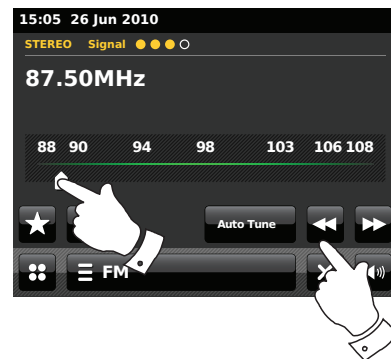 15:05 26 Jun 2010
STEREO Signal
87.50MHz
88 90 94 98 103 106 108
Auto Tune
FM